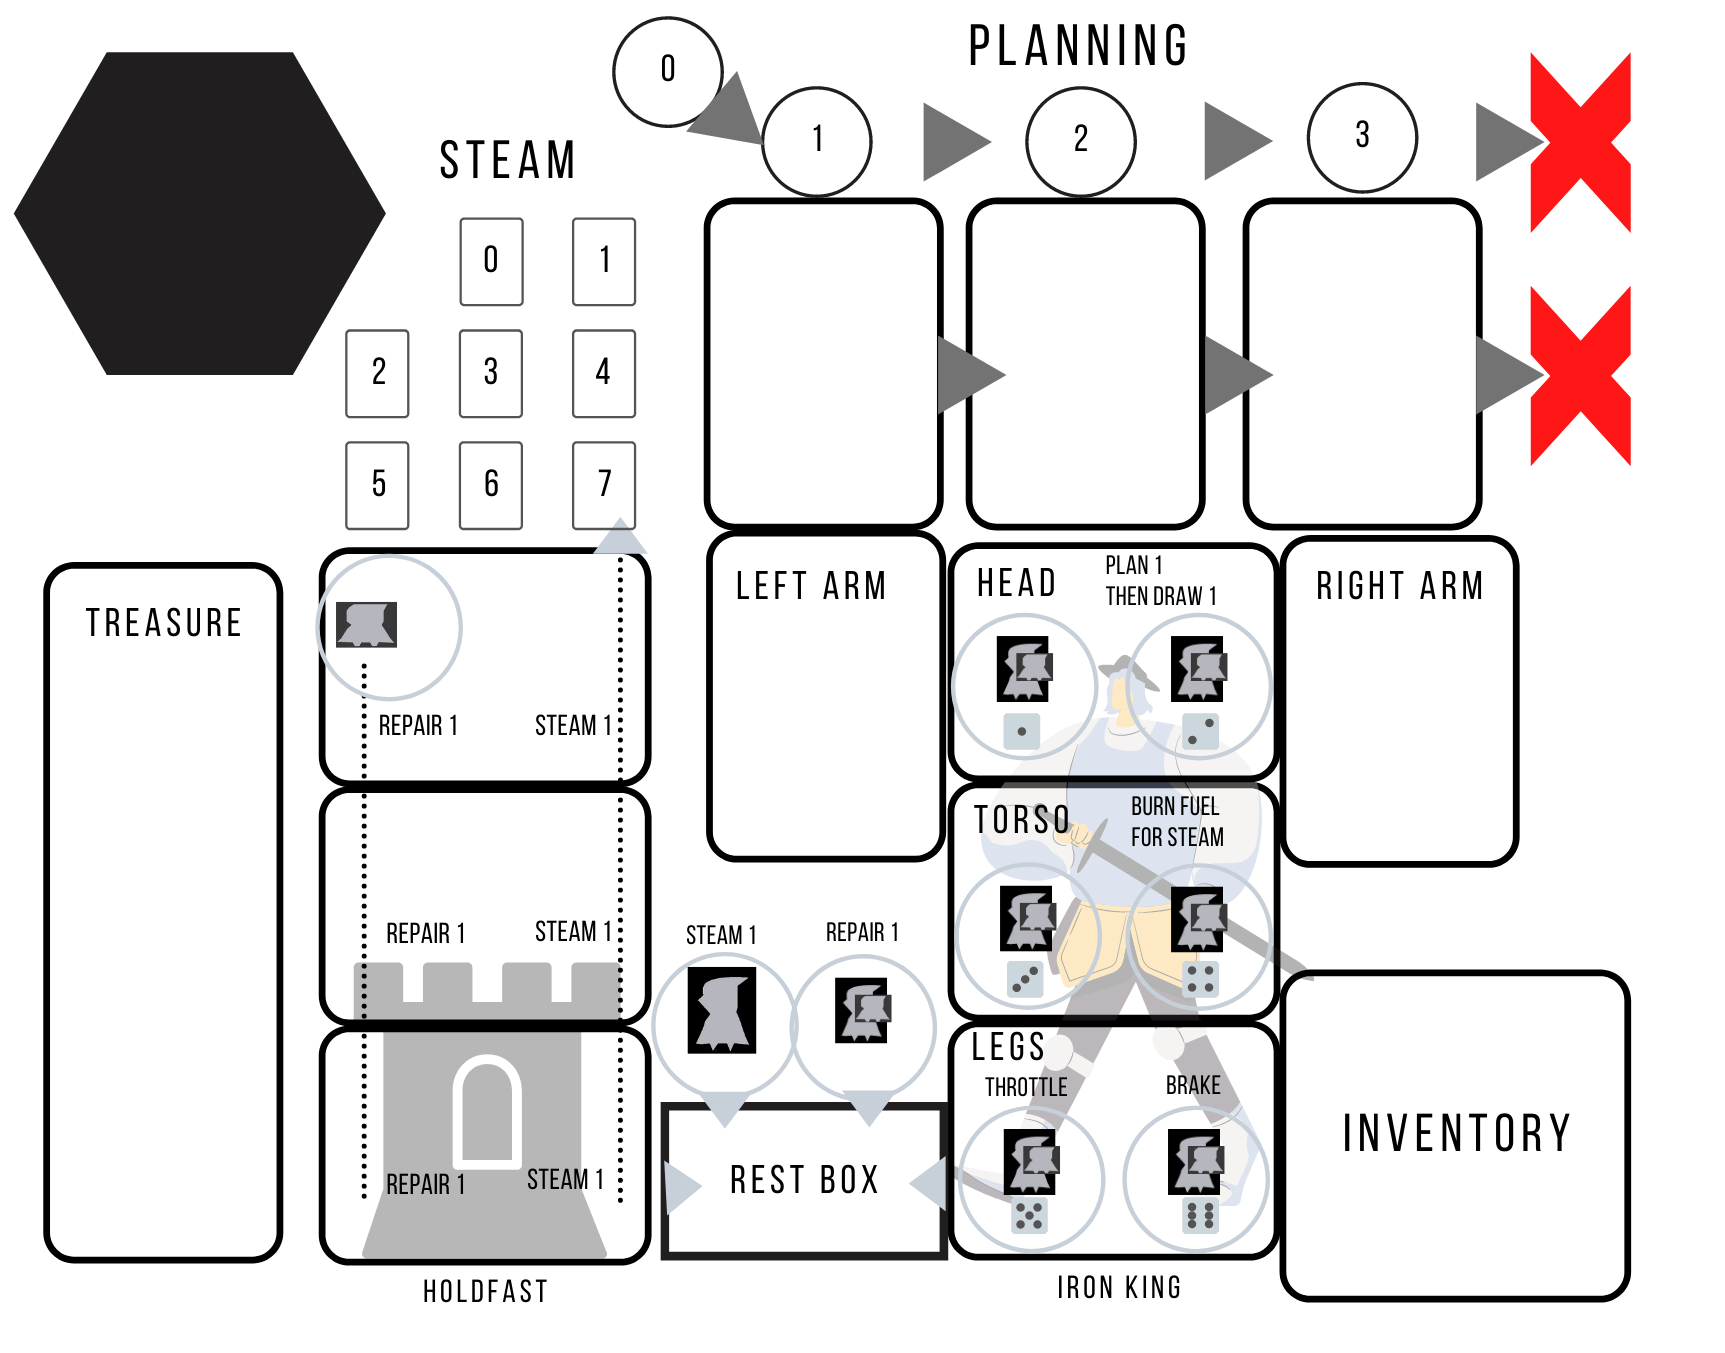 PLANNING
0
1
2
3
STEAM
0
1
2
3
4
5
6
7
TREASURE
REPAIR 1
STEAM 1
REPAIR 1
STEAM 1
REPAIR 1
STEAM 1
HOLDFAST
LEFT ARM
HEAD
PLAN 1
THEN DRAW 1
RIGHT ARM
TORSO
BURN FUEL
FOR STEAM
STEAM 1
REPAIR 1
REST BOX
LEGS
THROTTLE
BRAKE
IRON KING
INVENTORY